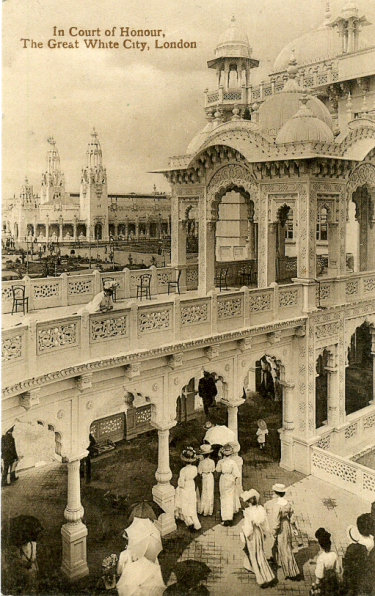 In Court of Honour,
The Great White City, London